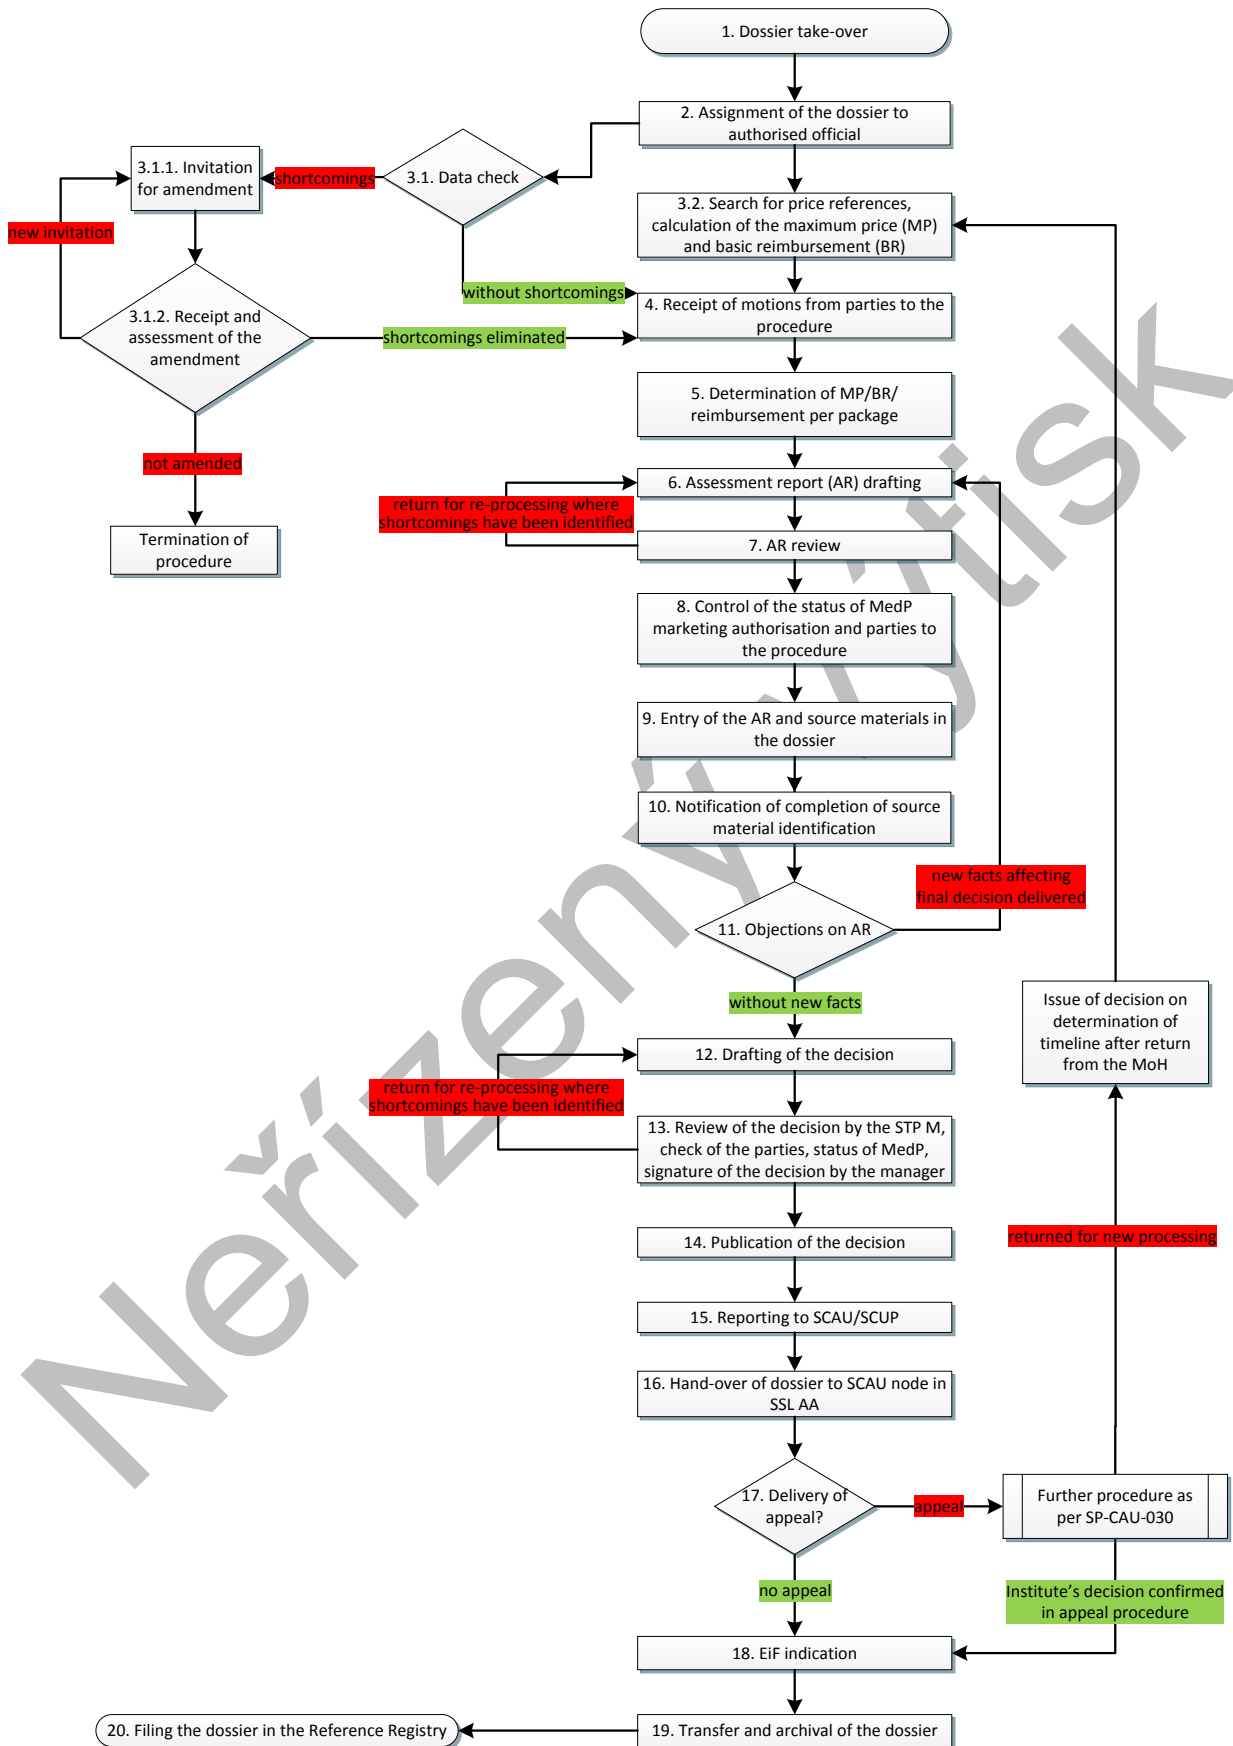 1. Dossier take-over
2. Assignment of the dossier to
authorised official
3.1. Data check
shortcomings
3.1.1. Invitation
for amendment
new invitation
3.2. Search for price references,
calculation of the maximum price (MP)
and basic reimbursement (BR)
without shortcomings
3.1.2. Receipt and
assessment of the
amendment
shortcomings eliminated
4. Receipt of motions from parties to the
procedure
5. Determination of MP/BR/
reimbursement per package
not amended
Termination of
procedure
6. Assessment report (AR) drafting
return for re-processing where
shortcomings have been identified
7. AR review
8. Control of the status of MedP
marketing authorisation and parties to
the procedure
9. Entry of the AR and source materials in
the dossier
10. Notification of completion of source
material identification
new facts affecting
final decision delivered
11. Objections on AR
without new facts
Issue of decision on
determination of
timeline after return
from the MoH
12. Drafting of the decision
return for re-processing where
shortcomings have been identified
13. Review of the decision by the STP M,
check of the parties, status of MedP,
signature of the decision by the manager
14. Publication of the decision
returned for new processing
15. Reporting to SCAU/SCUP
16. Hand-over of dossier to SCAU node in
SSL AA
17. Delivery of
appeal?
appeal
Further procedure as
per SP-CAU-030
no appeal
Institute's decision confirmed
in appeal procedure
18. EiF indication
19. Transfer and archival of the dossier
20. Filing the dossier in the Reference Registry
Neřízený výtisk